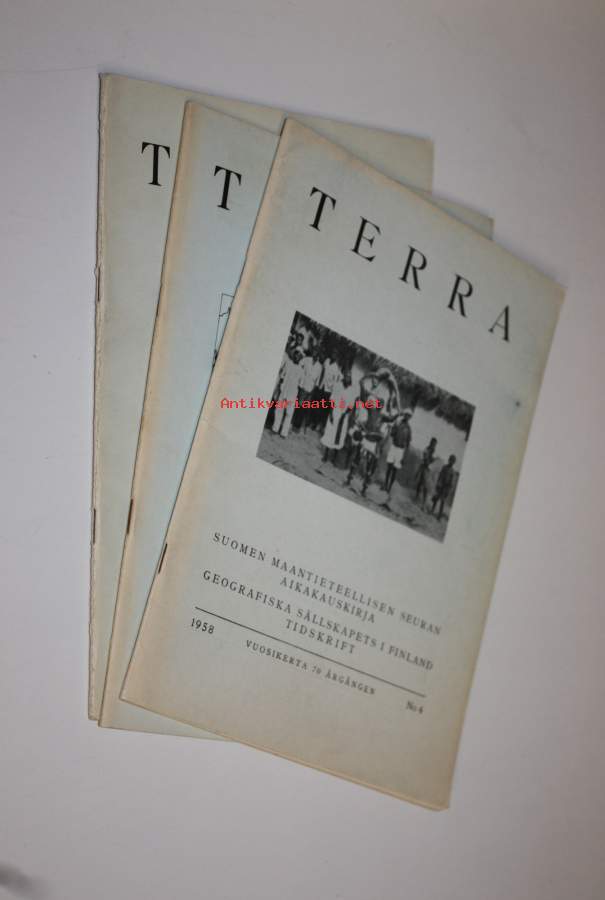 T
T
TERRA
Antikvariaatti.net
SUOMEN MAANTIETEELLISEN SEURAN
AIKAKAUSKIRJA
GEOGRAFISKA SÄLLSKAPETS I FINLAND
TIDSKRIFT
1958 VUOSIKERTA 70 ÅRGÅNGEN No 4